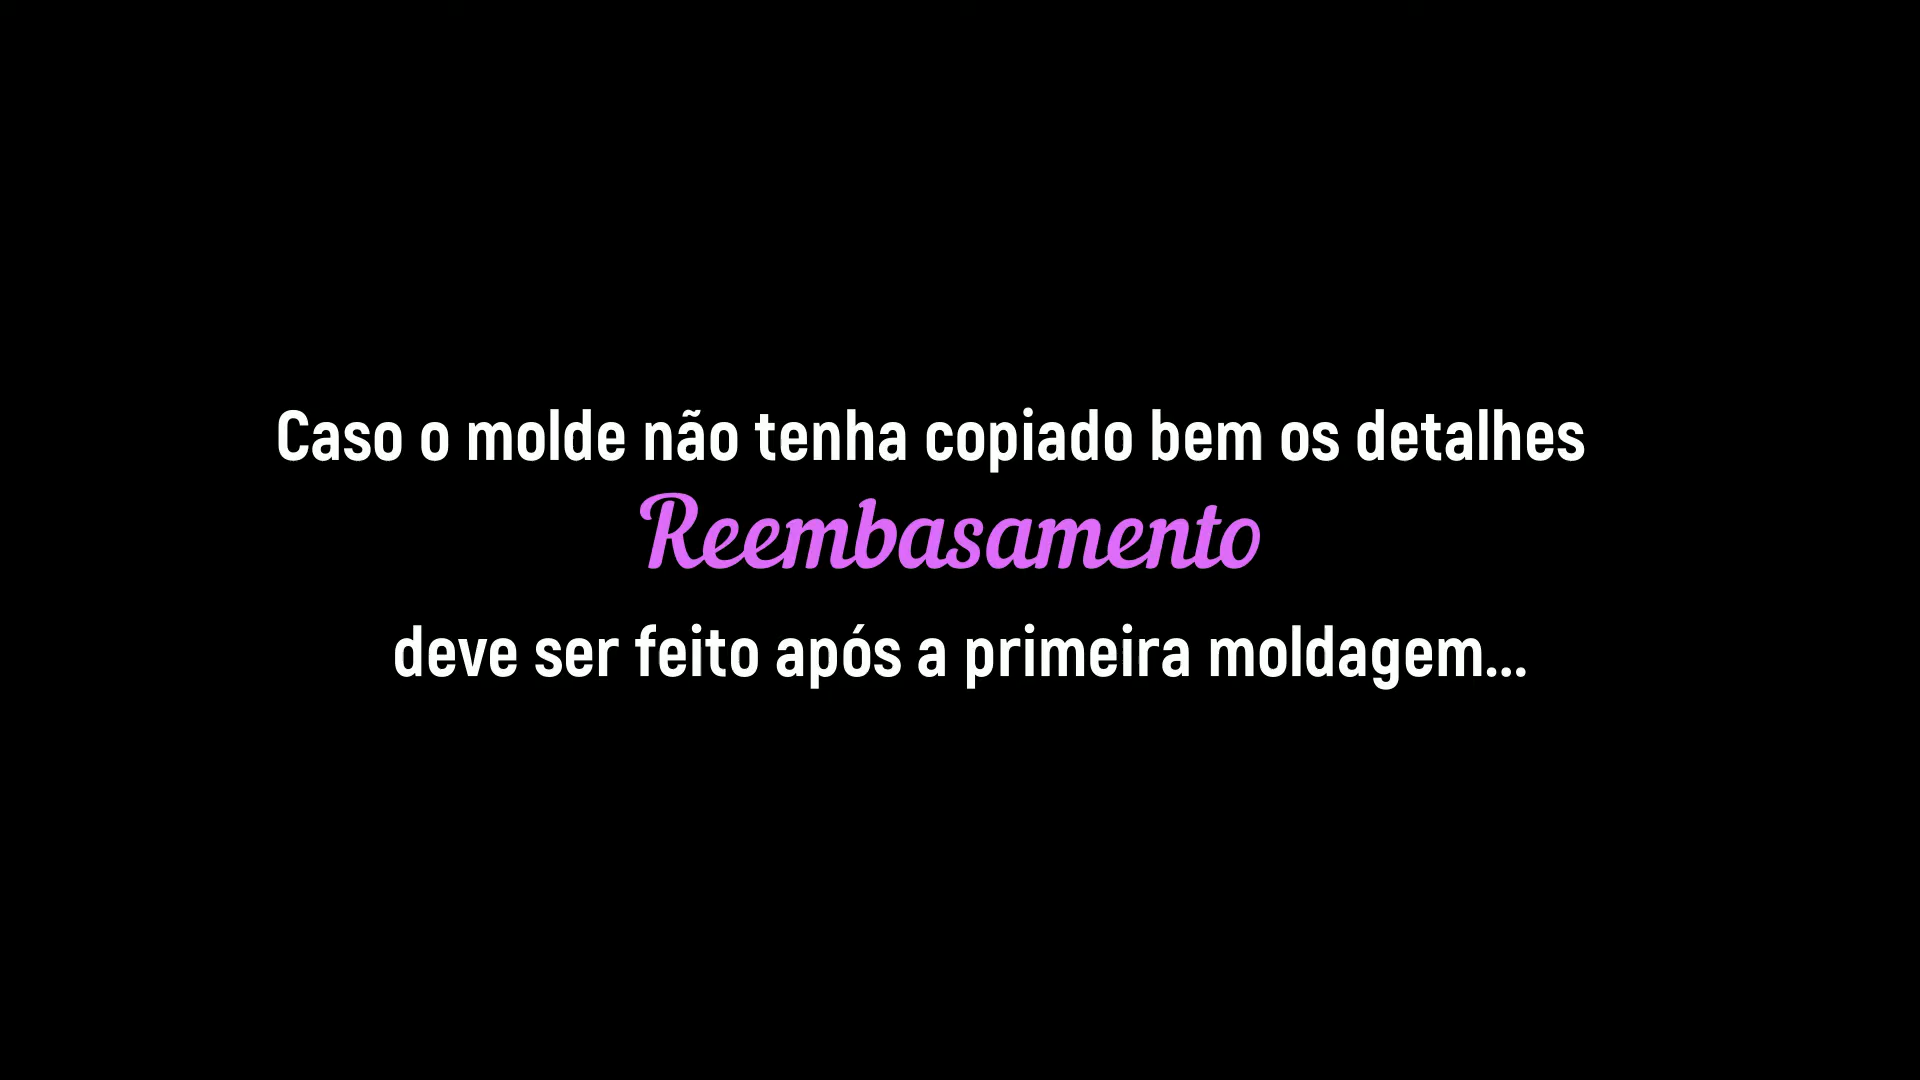 Caso o molde não tenha copiado bem os detalhes
Reembasamento
deve ser feito após a primeira moldagem...